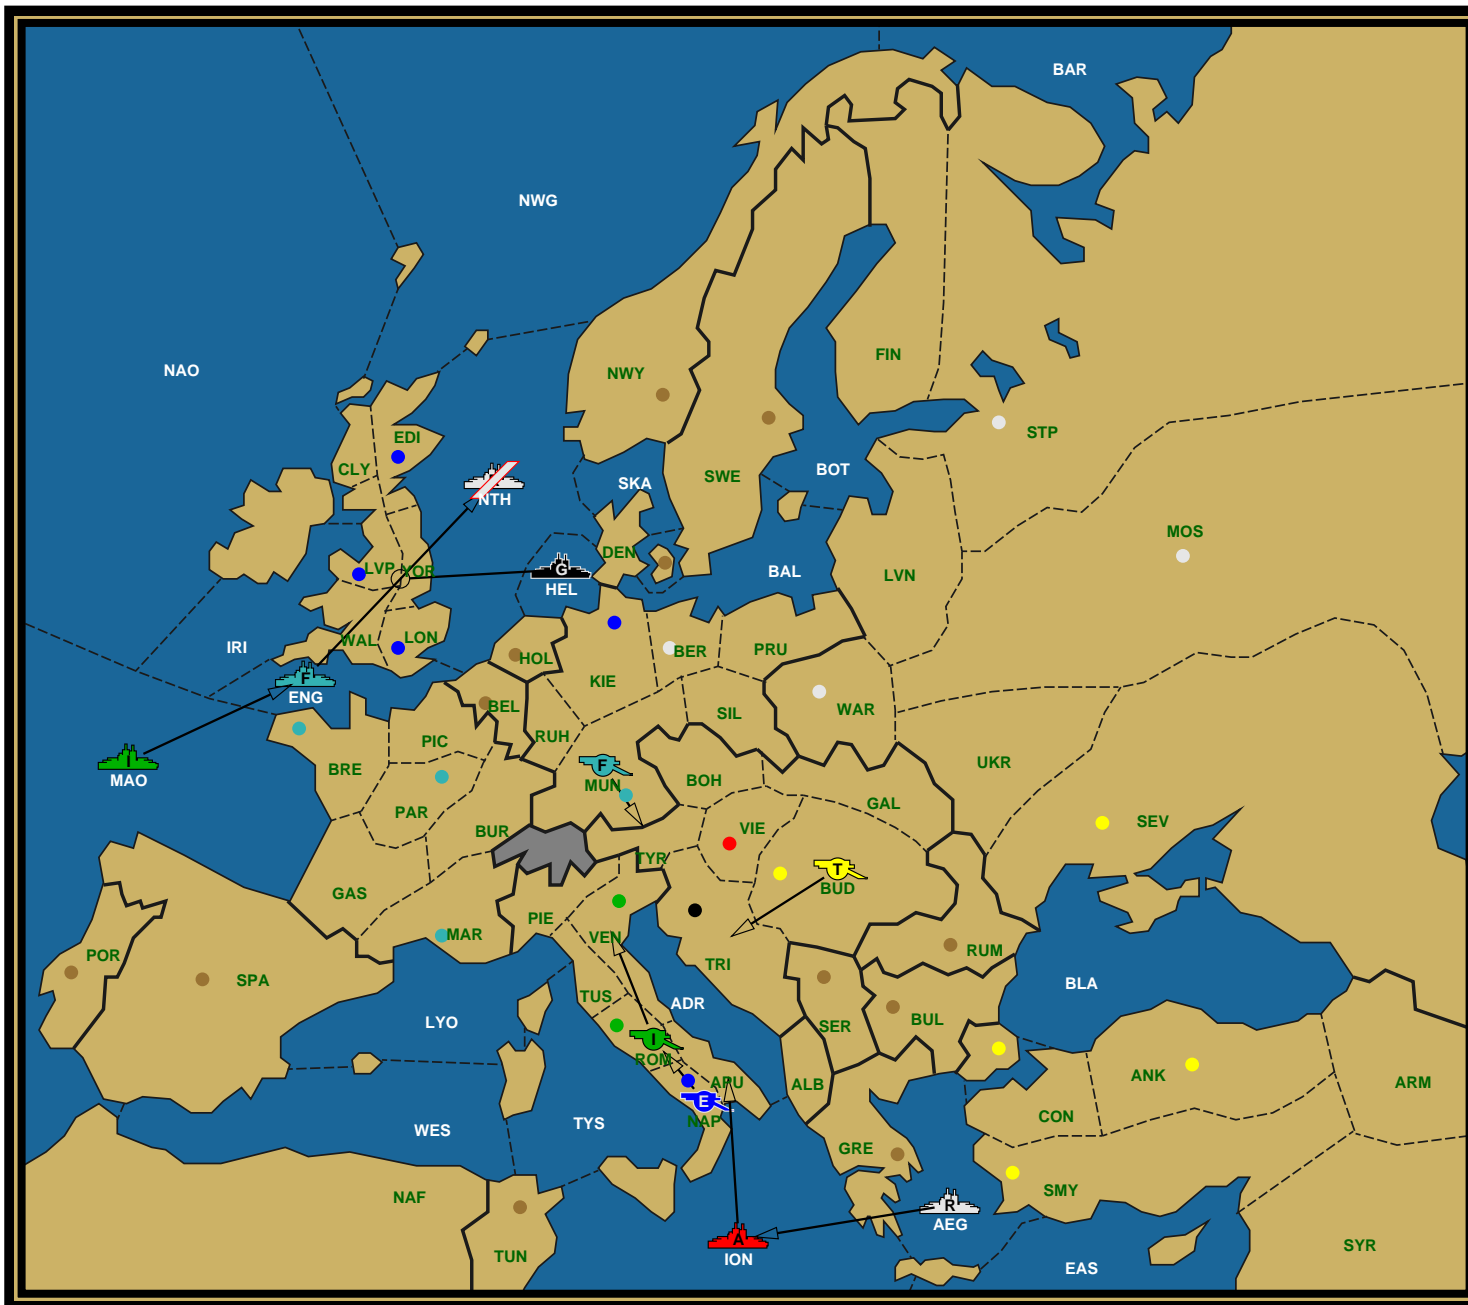 BAR
NWG
NAO
FIN
NWY
STP
EDI
CLY
SKA
BOT
SWE
NTH
MOS
DEN
LVP YOR
G
HEL
BAL
LVN
IRI
WAL
LON
HOL
BER
PRU
KIE
F
ENG
BEL
SIL
WAR
PIC
RUH
I
MAO
BRE
F
MUN
BOH
UKR
PAR
GAL
BUR
VIE
SEV
TYR
T
BUD
GAS
PIE
MAR
VEN
POR
SPA
TRI
RUM
BLA
TUS
ADR
LYO
SER
BUL
I
ROM
APU
ALB
ANK
ARM
E
NAP
CON
WES
TYS
GRE
NAF
SMY
R
AEG
A
ION
TUN
SYR
EAS